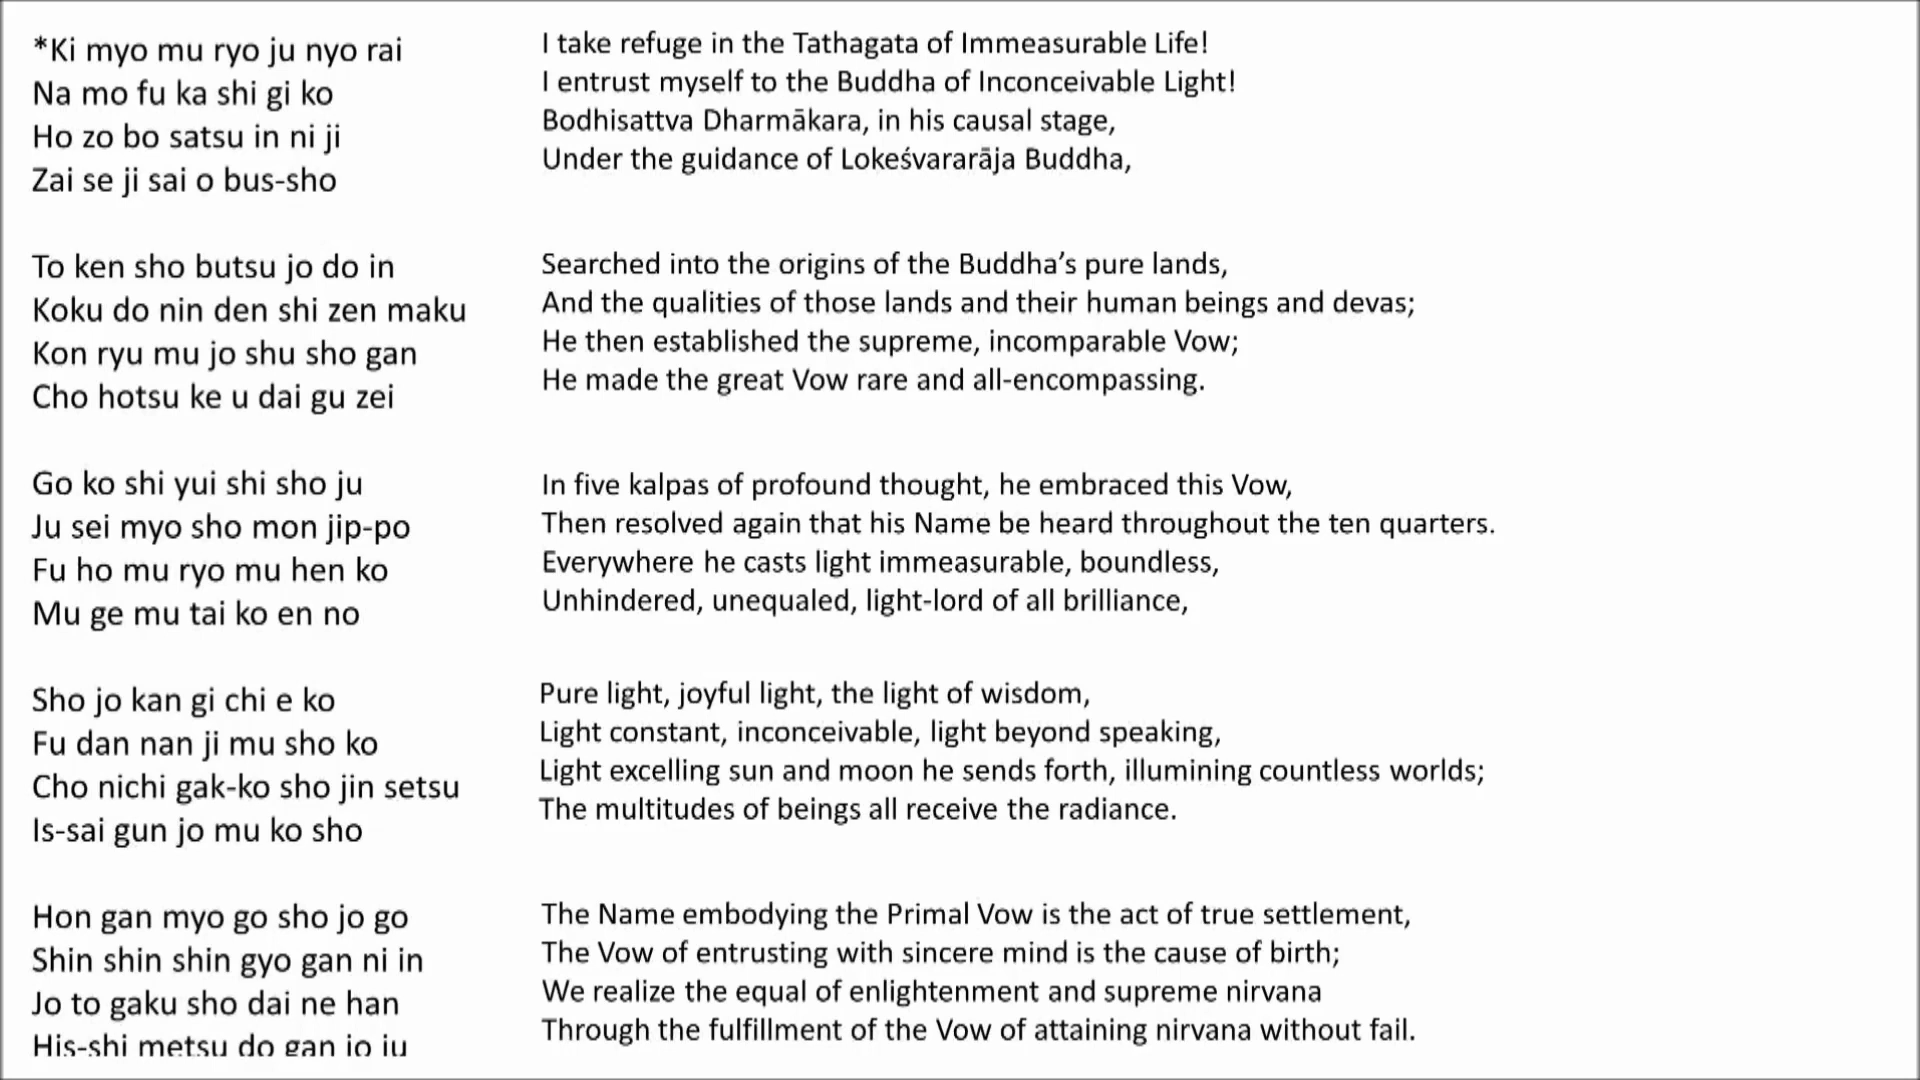 *Ki myo mu ryo ju nyo rai
Na mo fu ka shi gi ko
Ho zo bo satsu in ni ji
Zai se ji sai o bus-sho
To ken sho butsu jo do in
Koku do nin den shi zen maku
Kon ryu mu jo shu sho gan
Cho hotsu ke u dai gu zei
Go ko shi yui shi sho ju
Ju sei myo sho mon jip-po
Fu ho mu ryo mu hen ko
Mu ge mu tai ko en no
Sho jo kan gi chi e ko
Fu dan nan ji mu sho ko
Cho nichi gak-ko sho jin setsu
Is-sai gun jo mu ko sho
Hon gan myo go sho jo go
Shin shin shin gyo gan ni in
Jo to gaku sho dai ne han
His-shi metsu do gan jo ju
I take refuge in the Tathagata of Immeasurable Life!
I entrust myself to the Buddha of Inconceivable Light!
Bodhisattva Dharmākara, in his causal stage,
Under the guidance of Lokeśvararāja Buddha,
Searched into the origins of the Buddha’s pure lands,
And the qualities of those lands and their human beings and devas;
He then established the supreme, incomparable Vow;
He made the great Vow rare and all-encompassing.
In five kalpas of profound thought, he embraced this Vow,
Then resolved again that his Name be heard throughout the ten quarters.
Everywhere he casts light immeasurable, boundless,
Unhindered, unequaled, light-lord of all brilliance,
Pure light, joyful light, the light of wisdom,
Light constant, inconceivable, light beyond speaking,
Light excelling sun and moon he sends forth, illumining countless worlds;
The multitudes of beings all receive the radiance.
The Name embodying the Primal Vow is the act of true settlement,
The Vow of entrusting with sincere mind is the cause of birth;
We realize the equal of enlightenment and supreme nirvana
Through the fulfillment of the Vow of attaining nirvana without fail.